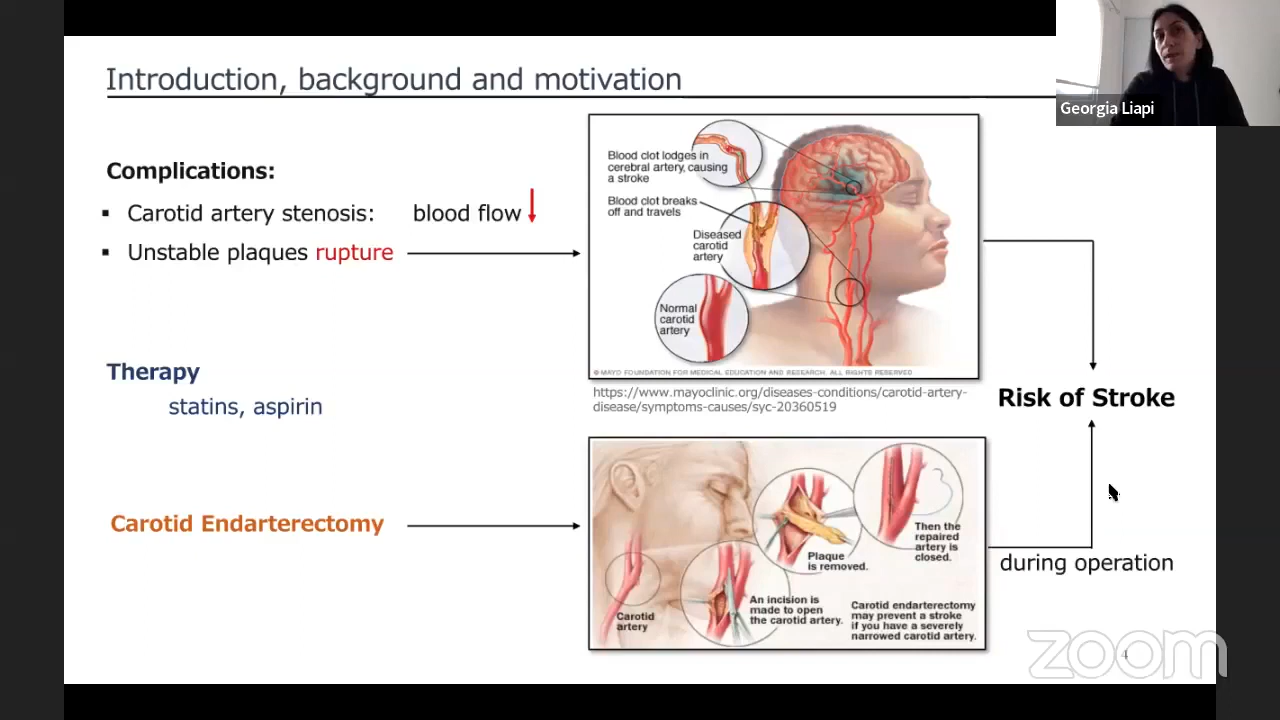 Introduction, background and motivation
Georgia Liapi
Complications:
▪ Carotid artery stenosis: blood flow
▪ Unstable plaques rupture
Blood clot lodges in
cerebral artery, causing
a stroke
Blood clot breaks
off and travels
Diseased
carotid
artery
Normal
carotid
artery
© MAYO FOUNDATION FOR MEDICAL EDUCATION AND RESEARCH. ALL RIGHTS RESERVED
https://www.mayoclinic.org/diseases-conditions/carotid-artery-
disease/symptoms-causes/syc-20360519
Therapy
statins, aspirin
Risk of Stroke
Carotid Endarterectomy
Then the
repaired
artery is
closed.
Plaque
is removed.
An incision is
made to open
the carotid artery.
Carotid
artery
Carotid endarterectomy
may prevent a stroke
if you have a severely
narrowed carotid artery.
during operation
4
zoom